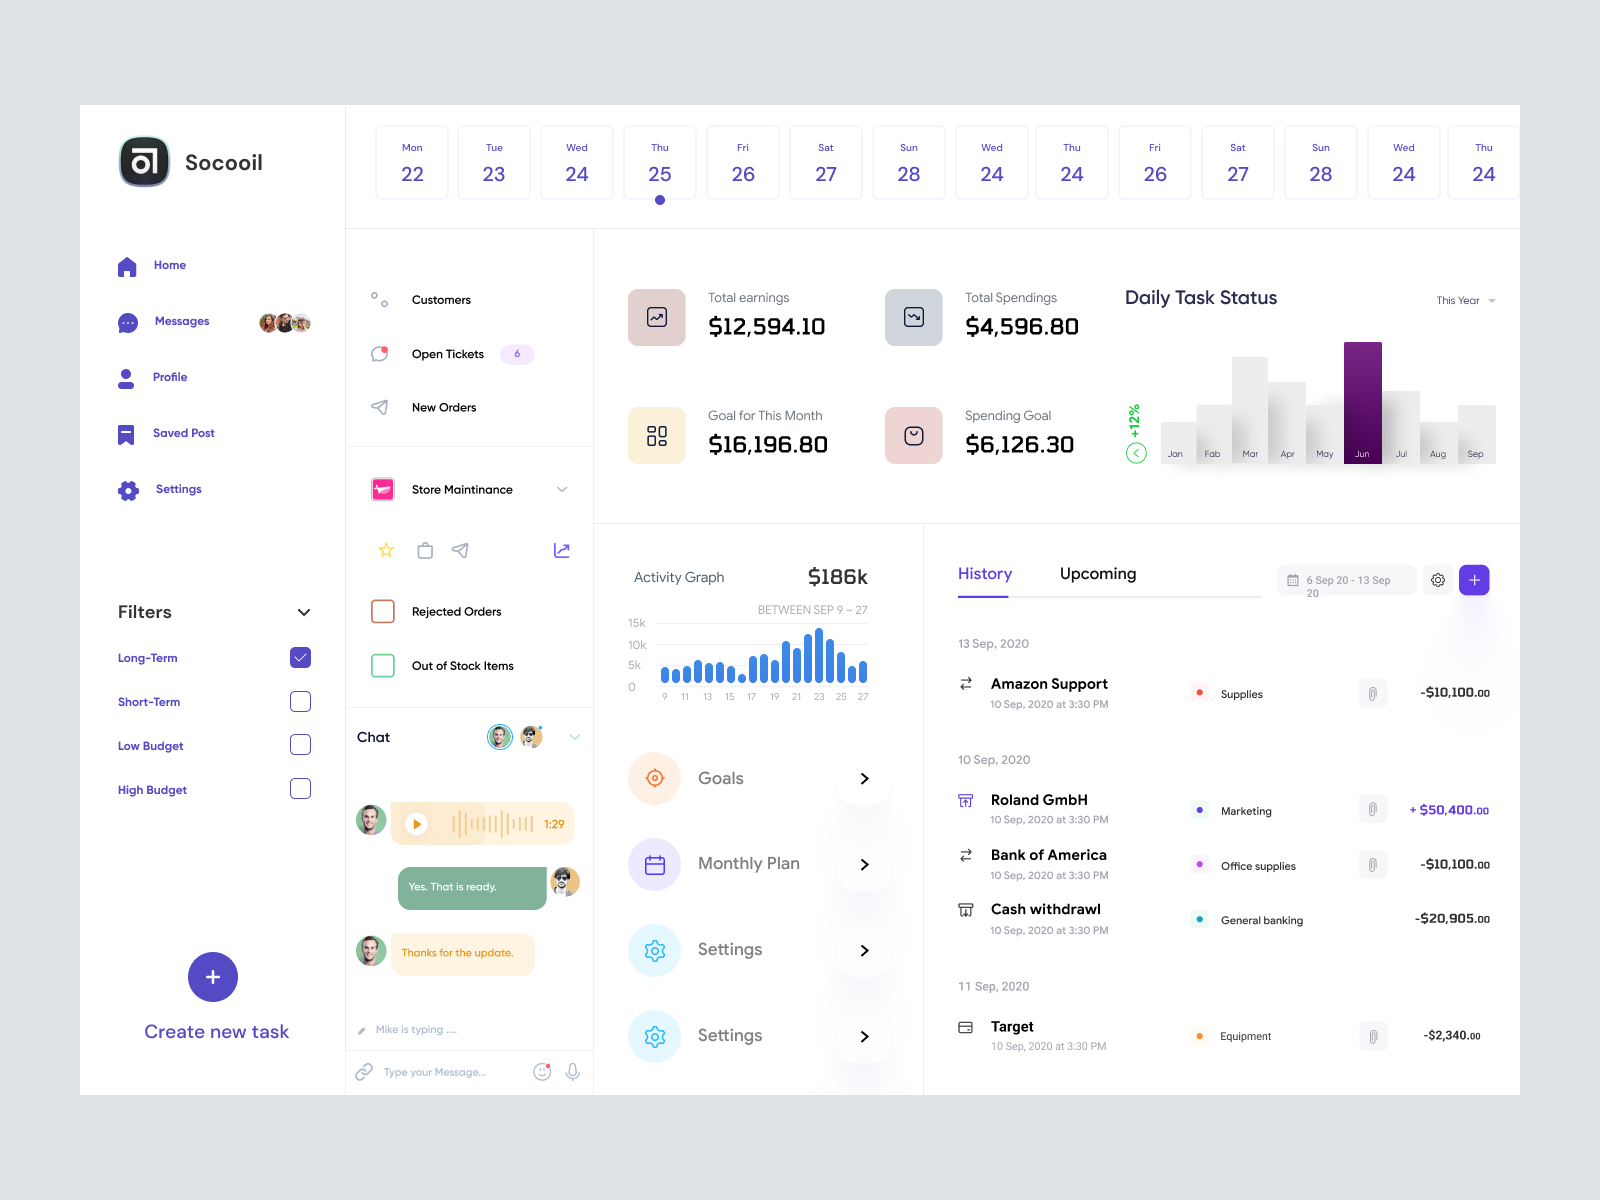 Socooil
Home
Messages
Profile
Saved Post
Settings
Filters
Long-Term
Short-Term
Low Budget
High Budget
Create new task
Mon Tue Wed Thu Fri Sat Sun Wed Thu Fri Sat Sun Wed Thu
22 23 24 25 26 27 28 24 24 26 27 28 24 24
Customers
Open Tickets 6
New Orders
Store Maintinance
Rejected Orders
Out of Stock Items
Chat
1:29
Yes. That is ready.
Thanks for the update.
Mike is typing ....
Type your Message...
Total earnings
$12,594.10
Total Spendings
$4,596.80
Goal for This Month
$16,196.80
Spending Goal
$6,126.30
Daily Task Status
This Year
+12%
Jan Fab Mar Apr May Jun Jul Aug Sep
Activity Graph $186k
BETWEEN SEP 9 – 27
15k
10k
5k
0
9 11 13 15 17 19 21 23 25 27
Goals
Monthly Plan
Settings
Settings
History Upcoming
6 Sep 20 - 13 Sep
20
13 Sep, 2020
Amazon Support Supplies -$10,100.00
10 Sep, 2020 at 3:30 PM
10 Sep, 2020
Roland GmbH Marketing + $50,400.00
10 Sep, 2020 at 3:30 PM
Bank of America Office supplies -$10,100.00
10 Sep, 2020 at 3:30 PM
Cash withdrawl General banking -$20,905.00
10 Sep, 2020 at 3:30 PM
11 Sep, 2020
Target Equipment -$2,340.00
10 Sep, 2020 at 3:30 PM